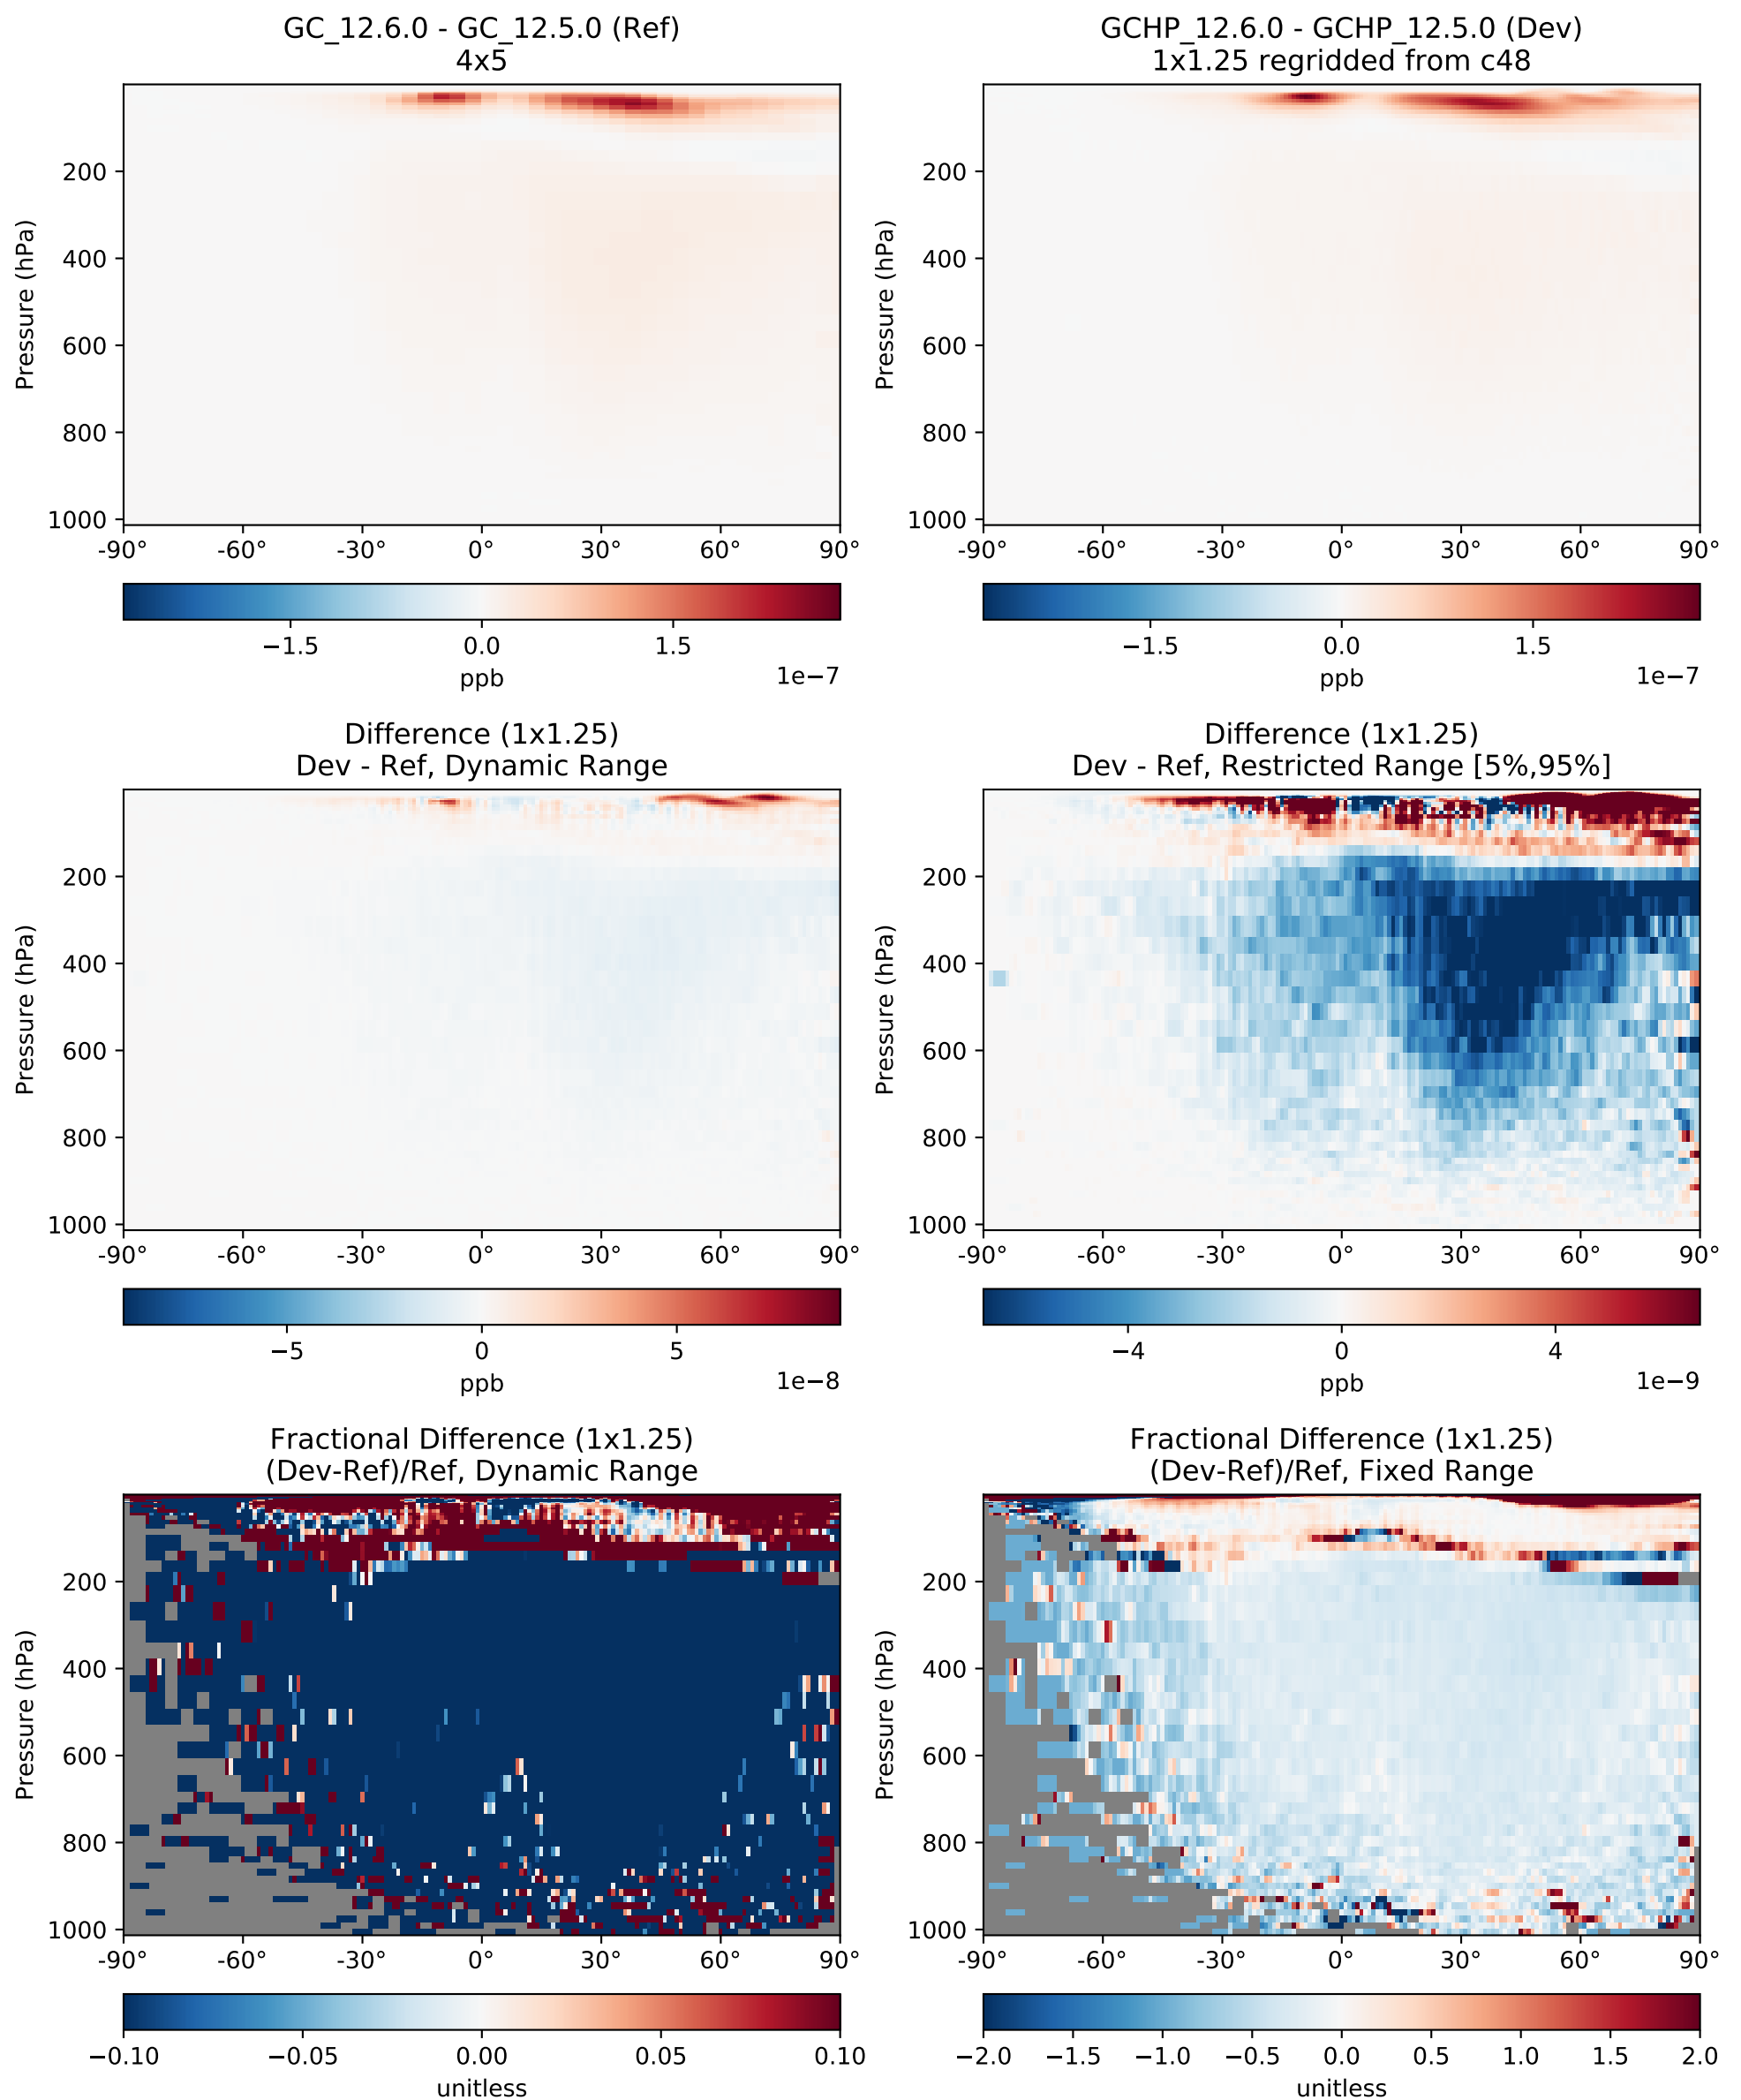 GC_12.6.0 - GC_12.5.0 (Ref)
4x5
Pressure (hPa)
200
400
600
800
1000
-90° -60° -30° 0° 30° 60° 90°
−1.5 0.0 1.5
ppb
1e−7
GCHP_12.6.0 - GCHP_12.5.0 (Dev)
1x1.25 regridded from c48
Pressure (hPa)
200
400
600
800
1000
-90° -60° -30° 0° 30° 60° 90°
−1.5 0.0 1.5
ppb
1e−7
Difference (1x1.25)
Dev - Ref, Dynamic Range
Pressure (hPa)
200
400
600
800
1000
-90° -60° -30° 0° 30° 60° 90°
−5 0 5
ppb
1e−8
Difference (1x1.25)
Dev - Ref, Restricted Range [5%,95%]
Pressure (hPa)
200
400
600
800
1000
-90° -60° -30° 0° 30° 60° 90°
−4 0 4
ppb
1e−9
Fractional Difference (1x1.25)
(Dev-Ref)/Ref, Dynamic Range
Pressure (hPa)
200
400
600
800
1000
-90° -60° -30° 0° 30° 60° 90°
−0.10 −0.05 0.00 0.05 0.10
unitless
Fractional Difference (1x1.25)
(Dev-Ref)/Ref, Fixed Range
Pressure (hPa)
200
400
600
800
1000
-90° -60° -30° 0° 30° 60° 90°
−2.0 −1.5 −1.0 −0.5 0.0 0.5 1.0 1.5 2.0
unitless